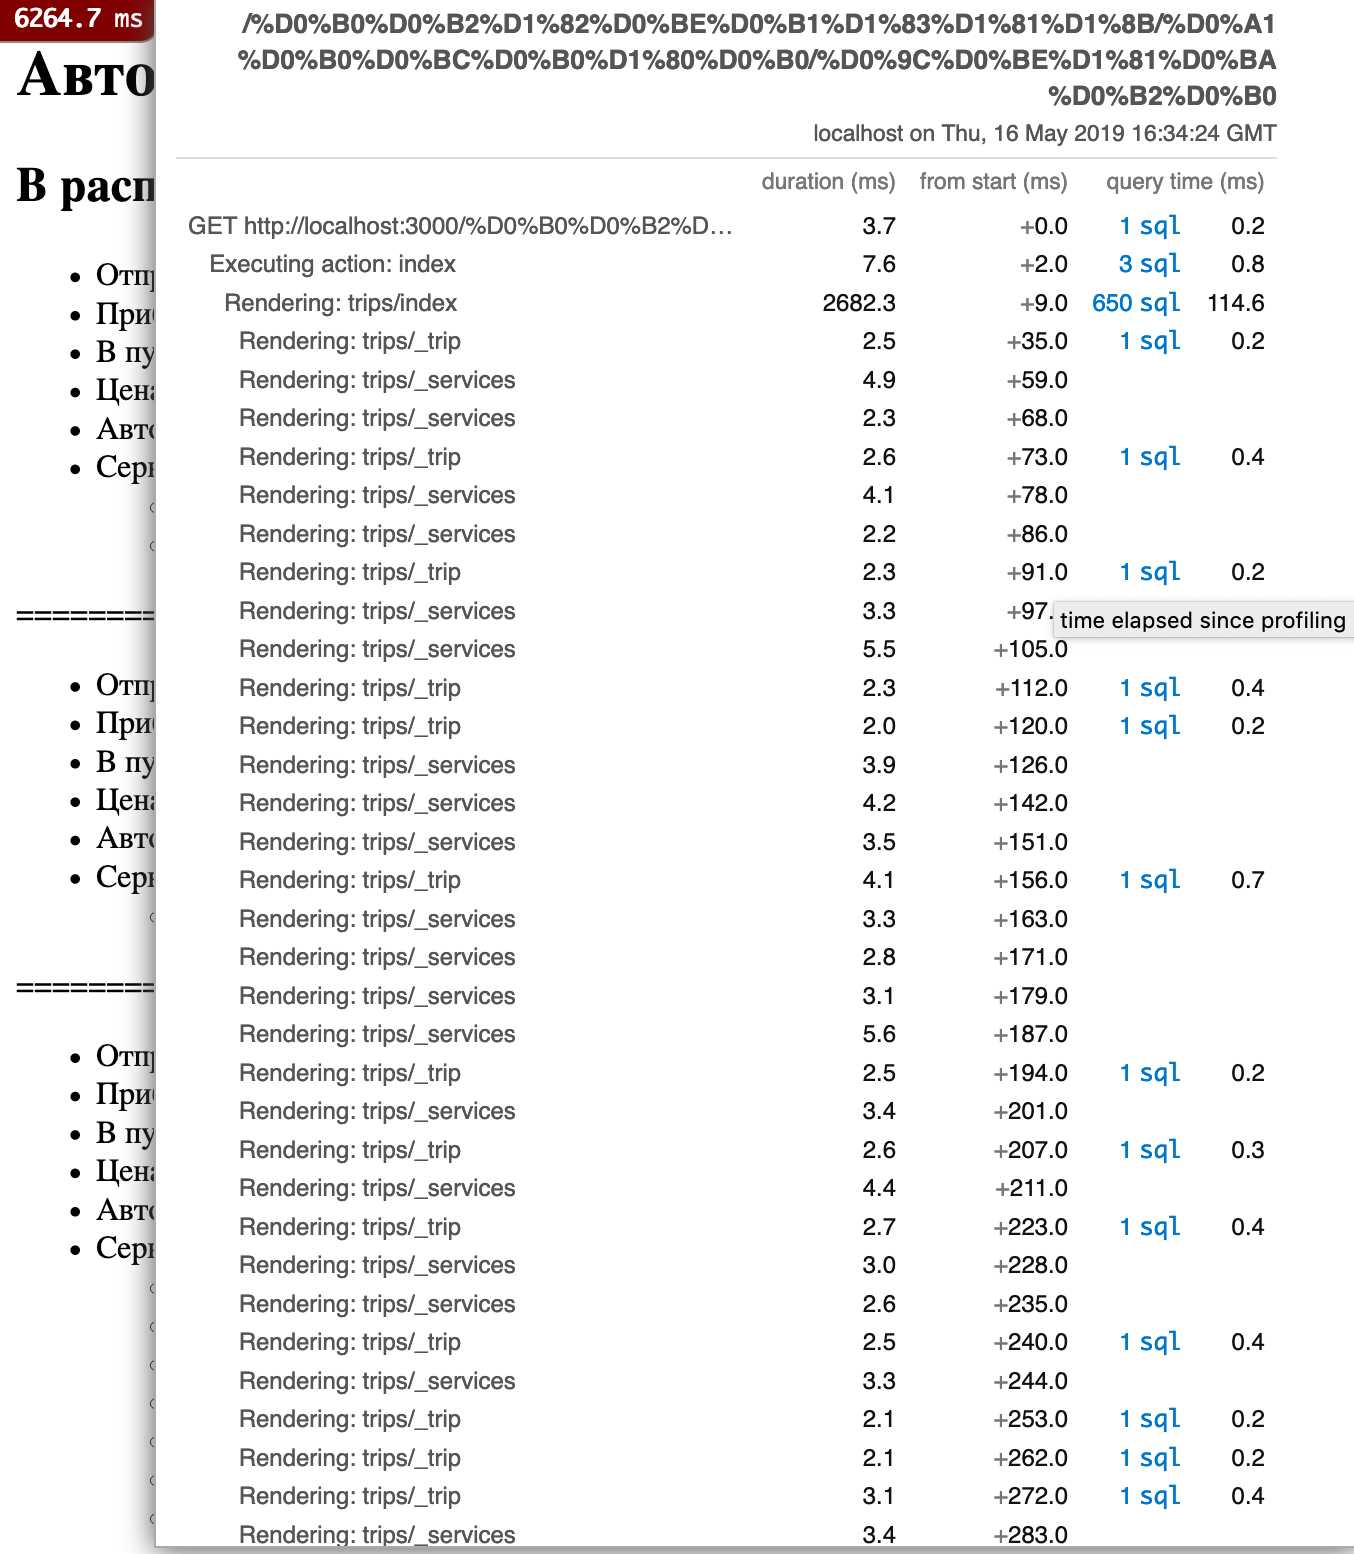 6264.7 ms
Авто
В расп
Отп
При
В пу
Цен
Авт
Сер
========
Отп
При
В пу
Цен
Авт
Сер
========
Отп
При
В пу
Цен
Авт
Сер
/%D0%B0%D0%B2%D1%82%D0%BE%D0%B1%D1%83%D1%81%D1%8B/%D0%A1
%D0%B0%D0%BC%D0%B0%D1%80%D0%B0/%D0%9C%D0%BE%D1%81%D0%BA
%D0%B2%D0%B0
localhost on Thu, 16 May 2019 16:34:24 GMT
duration (ms) from start (ms) query time (ms)
GET http://localhost:3000/%D0%B0%D0%B2%D... 3.7 +0.0 1 sql 0.2
Executing action: index 7.6 +2.0 3 sql 0.8
Rendering: trips/index 2682.3 +9.0 650 sql 114.6
Rendering: trips/_trip 2.5 +35.0 1 sql 0.2
Rendering: trips/_services 4.9 +59.0
Rendering: trips/_services 2.3 +68.0
Rendering: trips/_trip 2.6 +73.0 1 sql 0.4
Rendering: trips/_services 4.1 +78.0
Rendering: trips/_services 2.2 +86.0
Rendering: trips/_trip 2.3 +91.0 1 sql 0.2
Rendering: trips/_services 3.3 +97. time elapsed since profiling
Rendering: trips/_services 5.5 +105.0
Rendering: trips/_trip 2.3 +112.0 1 sql 0.4
Rendering: trips/_trip 2.0 +120.0 1 sql 0.2
Rendering: trips/_services 3.9 +126.0
Rendering: trips/_services 4.2 +142.0
Rendering: trips/_services 3.5 +151.0
Rendering: trips/_trip 4.1 +156.0 1 sql 0.7
Rendering: trips/_services 3.3 +163.0
Rendering: trips/_services 2.8 +171.0
Rendering: trips/_services 3.1 +179.0
Rendering: trips/_services 5.6 +187.0
Rendering: trips/_trip 2.5 +194.0 1 sql 0.2
Rendering: trips/_services 3.4 +201.0
Rendering: trips/_trip 2.6 +207.0 1 sql 0.3
Rendering: trips/_services 4.4 +211.0
Rendering: trips/_trip 2.7 +223.0 1 sql 0.4
Rendering: trips/_services 3.0 +228.0
Rendering: trips/_services 2.6 +235.0
Rendering: trips/_trip 2.5 +240.0 1 sql 0.4
Rendering: trips/_services 3.3 +244.0
Rendering: trips/_trip 2.1 +253.0 1 sql 0.2
Rendering: trips/_trip 2.1 +262.0 1 sql 0.2
Rendering: trips/_trip 3.1 +272.0 1 sql 0.4
Rendering: trips/_services 3.4 +283.0